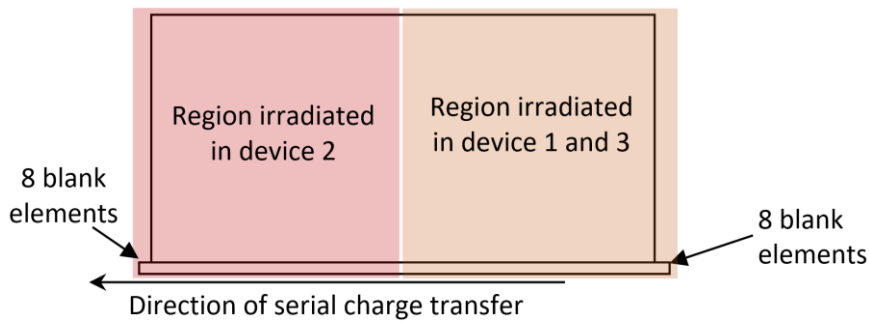 Region irradiated
in device 2
Region irradiated
in device 1 and 3
8 blank
elements
8 blank
elements
Direction of serial charge transfer